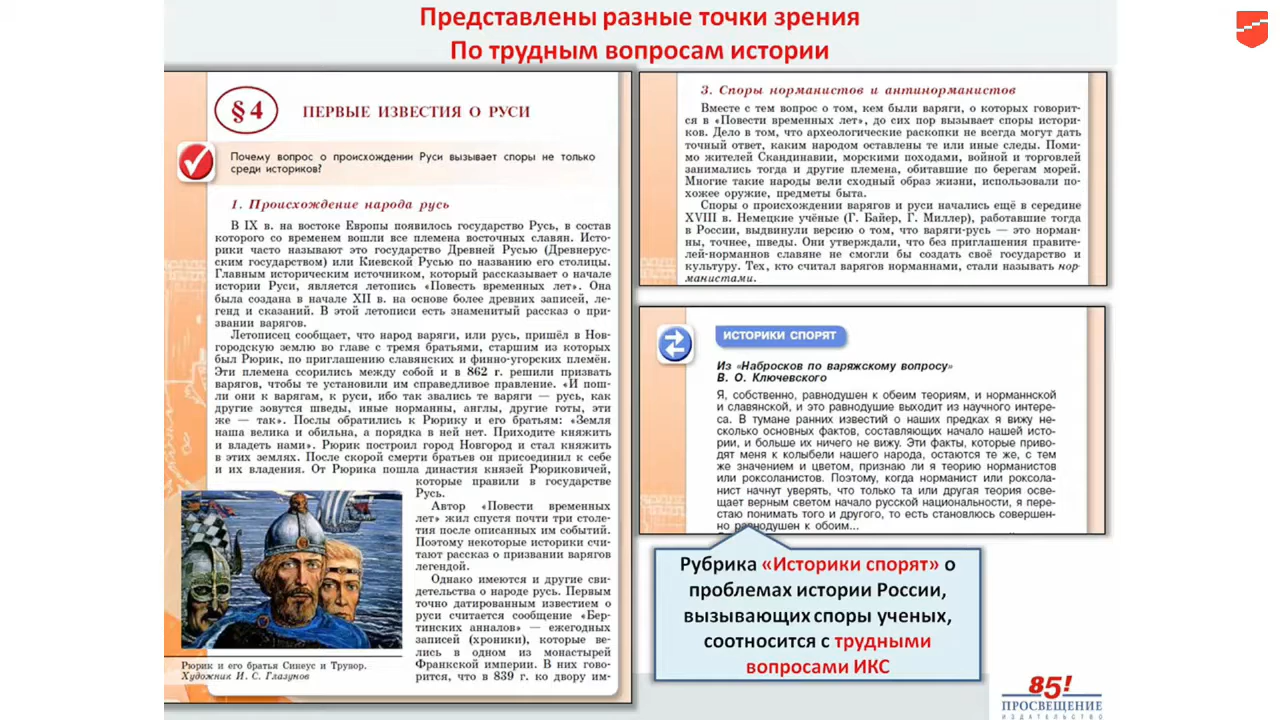 Представлены разные точки зрения
По трудным вопросам истории
§ 4
ПЕРВЫЕ ИЗВЕСТИЯ О РУСИ
Почему вопрос о происхождении Руси вызывает споры не только
среди историков?
1. Происхождение народа русь
В IX в. на востоке Европы появилось государство Русь, в состав
которого со временем вошли все племена восточных славян. Исто-
рики часто называют это государство Древней Русью (Древнерус-
ским государством) или Киевской Русью по названию его столицы.
Главным историческим источником, который рассказывает о начале
истории Руси, является летопись «Повесть временных лет». Она
была создана в начале XII в. на основе более древних записей, ле-
генд и сказаний. В этой летописи есть знаменитый рассказ о при-
звании варягов.
Летописец сообщает, что народ варяги, или русь, пришёл в Нов-
городскую землю во главе с тремя братьями, старшим из которых
был Рюрик, по приглашению славянских и финно-угорских племён.
Эти племена ссорились между собой и в 862 г. решили призвать
варягов, чтобы те установили им справедливое правление. «И пош-
ли они к варягам, к руси, ибо так звались те варяги — русь, как
другие зовутся шведы, иные норманны, англы, другие готы, эти
же — так». Послы обратились к Рюрику и его братьям: «Земля
наша велика и обильна, а порядка в ней нет. Приходите княжить
и владеть нами». Рюрик построил город Новгород и стал княжить
в этих землях. После скорой смерти братьев он присоединил к себе
и их владения. От Рюрика пошла династия князей Рюриковичей,
которые правили в государстве
Русь.
Автор «Повести временных
лет» жил спустя почти три столе-
тия после описанных им событий.
Поэтому некоторые историки счи-
тают рассказ о призвании варягов
легендой.
Однако имеются и другие сви-
детельства о народе русь. Первым
точно датированным известием о
руси считается сообщение «Бер-
тинских анналов» — ежегодных
записей (хроники), которые ве-
лись в одном из монастырей
Франкской империи. В них гово-
рится, что в 839 г. ко двору им-
Рюрик и его братья Синеус и Трувор.
Художник И. С. Глазунов
3. Споры норманистов и антинорманистов
Вместе с тем вопрос о том, кем были варяги, о которых говорит-
ся в «Повести временных лет», до сих пор вызывает споры истори-
ков. Дело в том, что археологические раскопки не всегда могут дать
точный ответ, каким народом оставлены те или иные следы. Поми-
мо жителей Скандинавии, морскими походами, войной и торговлей
занимались тогда и другие племена, обитавшие по берегам морей.
Многие такие народы вели сходный образ жизни, использовали по-
хожее оружие, предметы быта.
Споры о происхождении варягов и руси начались ещё в середине
XVIII в. Немецкие учёные (Г. Байер, Г. Миллер), работавшие тогда
в России, выдвинули версию о том, что варяги-русь — это норман-
ны, точнее, шведы. Они утверждали, что без приглашения правите-
лей-норманнов славяне не смогли бы создать своё государство и
культуру. Тех, кто считал варягов норманнами, стали называть нор-
манистами.
ИСТОРИКИ СПОРЯТ
Из «Набросков по варяжскому вопросу»
В. О. Ключевского
Я, собственно, равнодушен к обеим теориям, и норманнской
и славянской, и это равнодушие выходит из научного интере-
са. В тумане ранних известий о наших предках я вижу не-
сколько основных фактов, составляющих начало нашей исто-
рии, и больше их ничего не вижу. Эти факты, которые приво-
дят меня к колыбели нашего народа, остаются те же, с тем
же значением и цветом, признаю ли я теорию норманистов
или роксоланистов. Поэтому, когда норманист или роксола-
нист начнут уверять, что только та или другая теория осве-
щает верным светом начало русской национальности, я пере-
стаю понимать того и другого, то есть становлюсь совершен-
но равнодушен к обоим...
Рубрика «Историки спорят» о
проблемах истории России,
вызывающих споры ученых,
соотносится с трудными
вопросами ИКС
85!
ПРОСВЕЩЕНИЕ
ИЗДАТЕЛЬСТВО